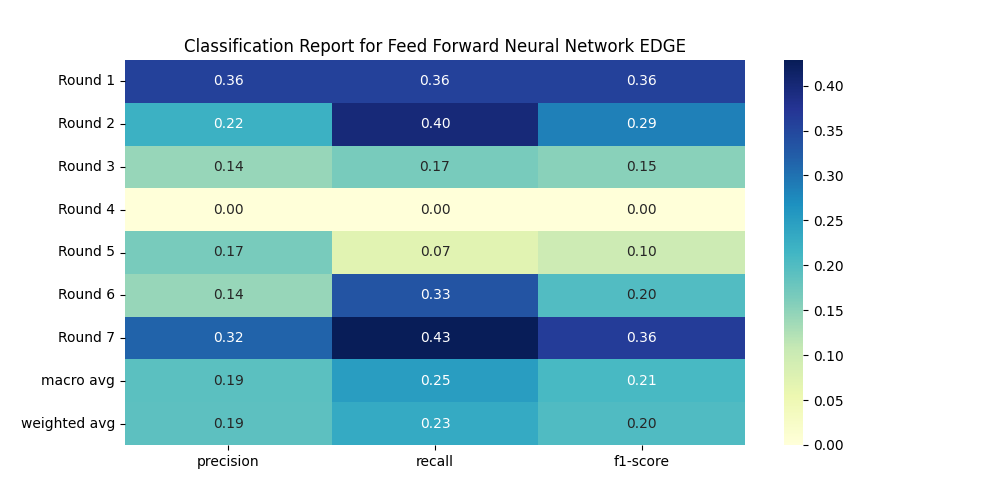 Classification Report for Feed Forward Neural Network EDGE
Round 1 0.36 0.36 0.36
Round 2 0.22 0.40 0.29
Round 3 0.14 0.17 0.15
Round 4 0.00 0.00 0.00
Round 5 0.17 0.07 0.10
Round 6 0.14 0.33 0.20
Round 7 0.32 0.43 0.36
macro avg 0.19 0.25 0.21
weighted avg 0.19 0.23 0.20
precision recall f1-score
0.40
0.35
0.30
0.25
0.20
0.15
0.10
0.05
0.00